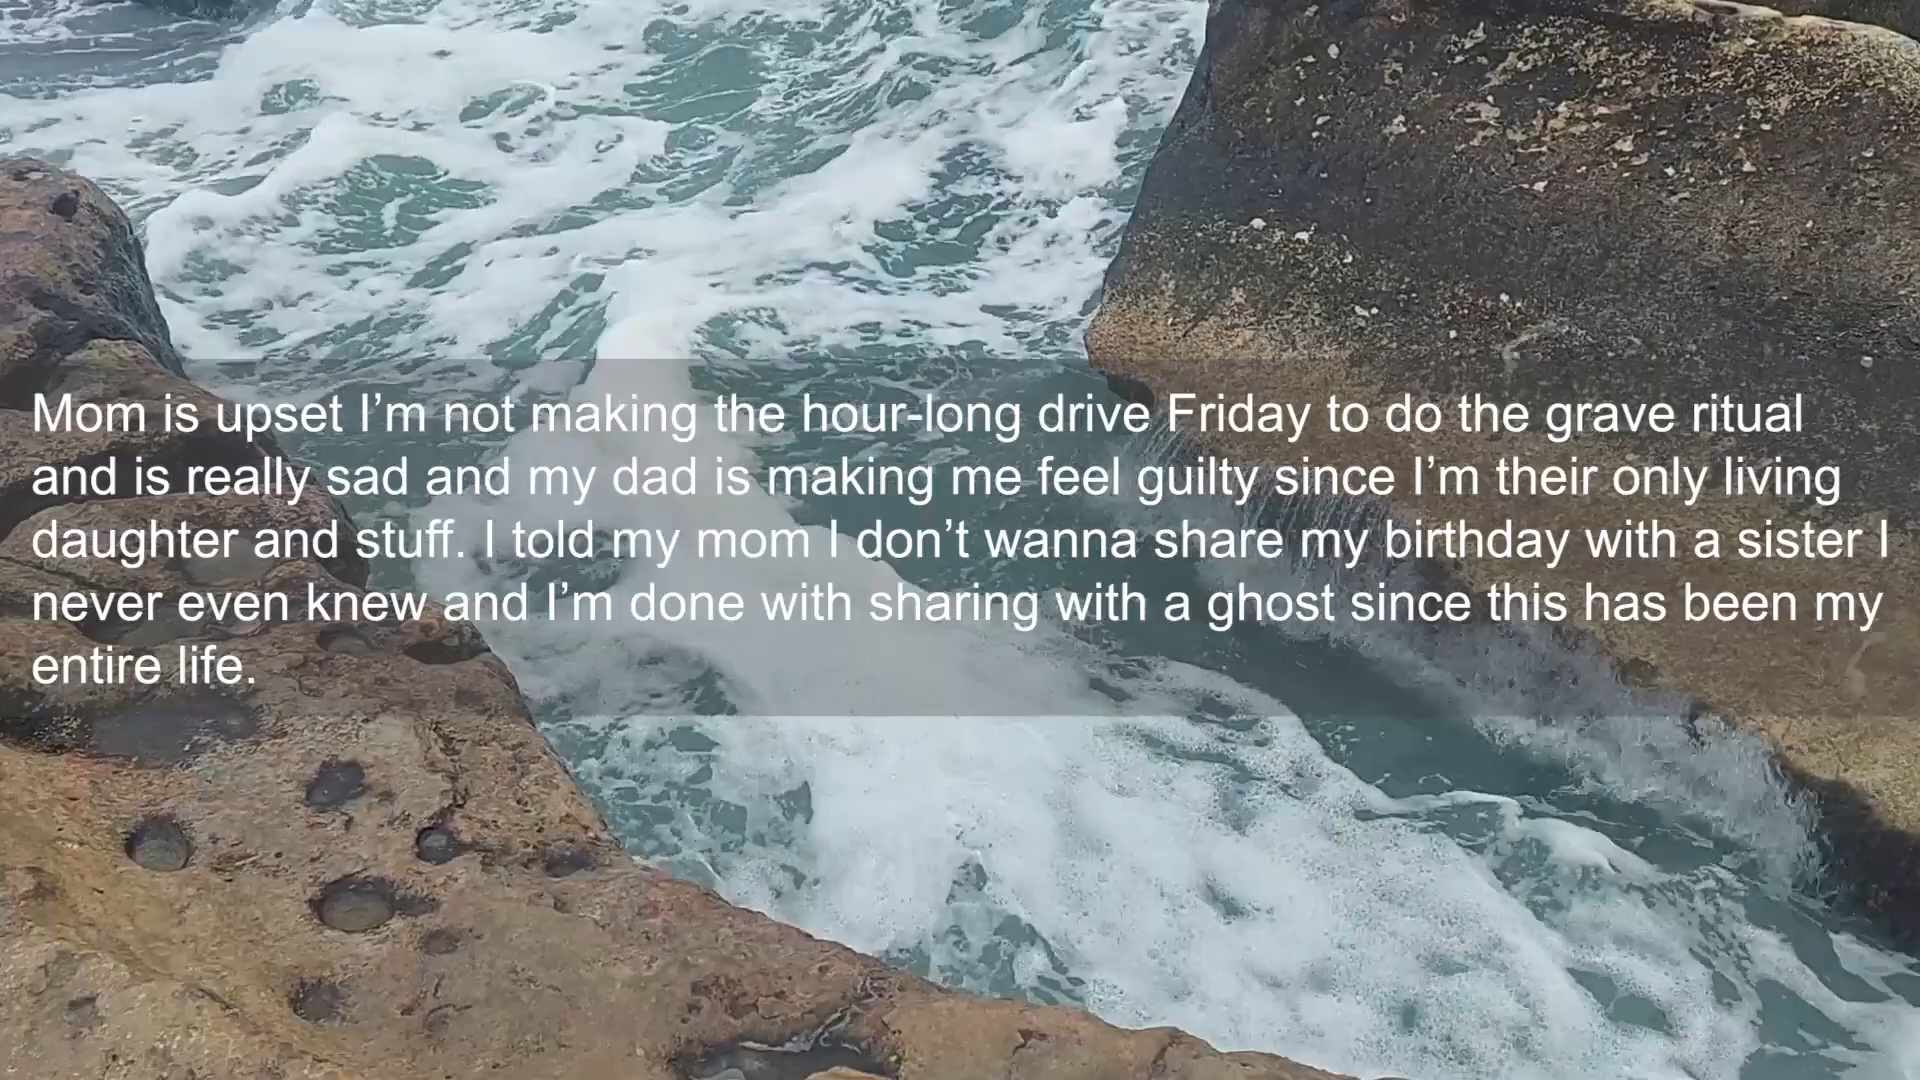 Mom is upset I’m not making the hour-long drive Friday to do the grave ritual
and is really sad and my dad is making me feel guilty since I’m their only living
daughter and stuff. I told my mom I don’t wanna share my birthday with a sister I
never even knew and I’m done with sharing with a ghost since this has been my
entire life.